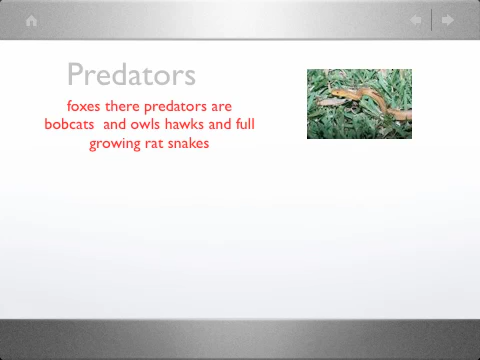 Predators
foxes there predators are
bobcats  and owls hawks and full
growing rat snakes